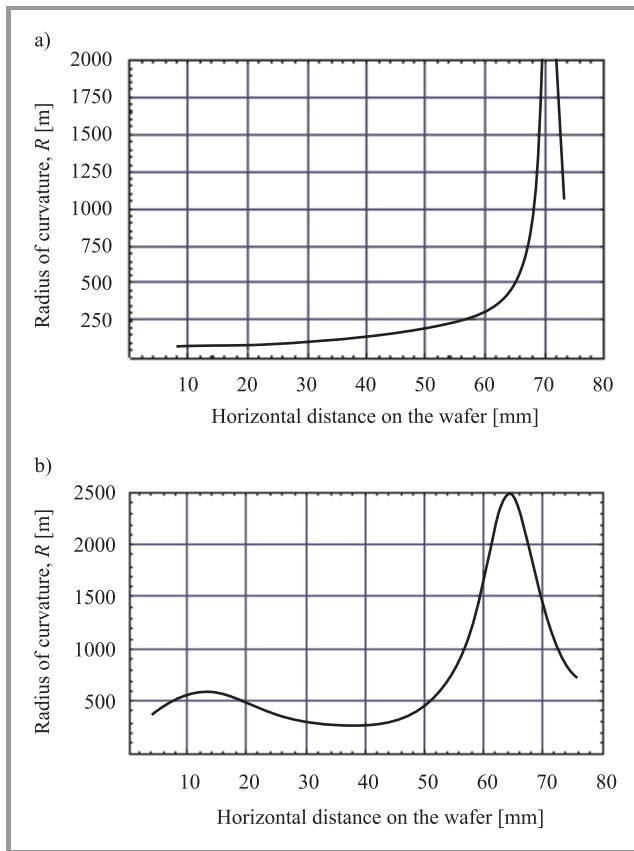 a)
2000
1750
1500
1250
1000
750
500
250
Radius of curvature, R [m]
10 20 30 40 50 60 70 80
Horizontal distance on the wafer [mm]
b)
2500
2000
1500
1000
500
Radius of curvature, R [m]
10 20 30 40 50 60 70 80
Horizontal distance on the wafer [mm]